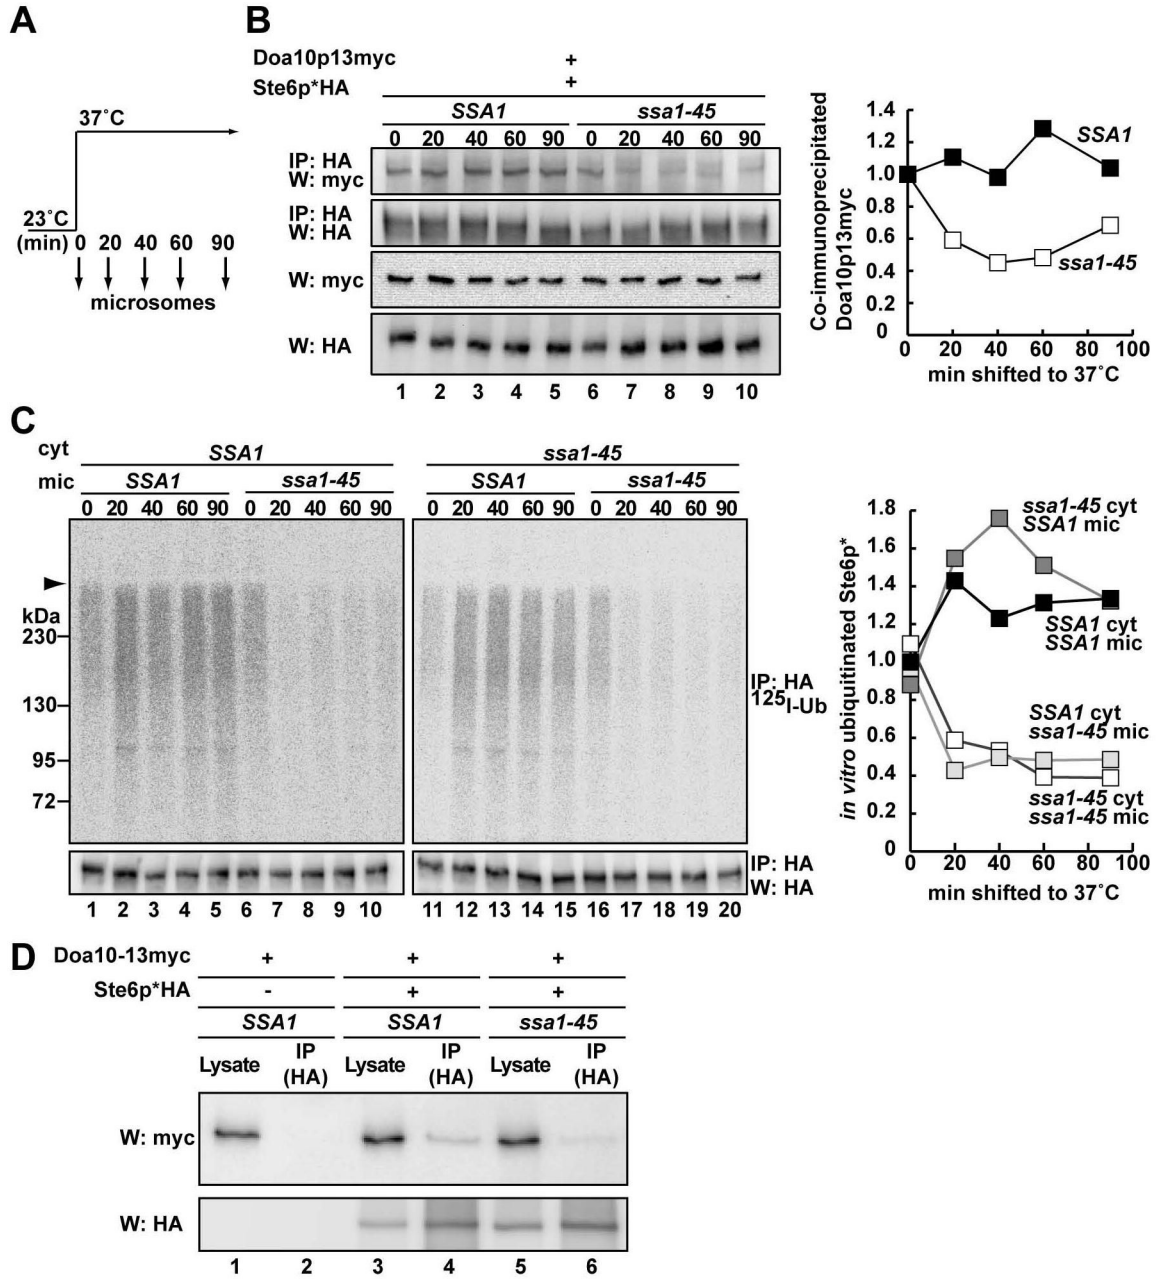 A
37˚C
23˚C
(min) 0 20 40 60 90
microsomes
B
Doa10p13myc +
Ste6p*HA +
SSA1 ssa1-45
0 20 40 60 90 0 20 40 60 90
IP: HA
W: myc
IP: HA
W: HA
W: myc
W: HA
1 2 3 4 5 6 7 8 9 10
Co-immunoprecipitated
Doa10p13myc
1.4
1.2
1.0
0.8
0.6
0.4
0.2
0
SSA1
ssa1-45
0 20 40 60 80 100
min shifted to 37˚C
C
cyt SSA1 ssa1-45
mic SSA1 ssa1-45 SSA1 ssa1-45
0 20 40 60 90 0 20 40 60 90 0 20 40 60 90 0 20 40 60 90
kDa
230
130
95
72
IP: HA
125I-Ub
IP: HA
W: HA
1 2 3 4 5 6 7 8 9 10 11 12 13 14 15 16 17 18 19 20
in vitro ubiquitinated Ste6p*
1.8
1.6
1.4
1.2
1.0
0.8
0.6
0.4
0.2
0
ssa1-45 cyt
SSA1 mic
SSA1 cyt
SSA1 mic
SSA1 cyt
ssa1-45 mic
ssa1-45 cyt
ssa1-45 mic
0 20 40 60 80 100
min shifted to 37˚C
D
Doa10-13myc + + +
Ste6p*HA - + +
SSA1 SSA1 ssa1-45
Lysate IP (HA) Lysate IP (HA) Lysate IP (HA)
W: myc
W: HA
1 2 3 4 5 6